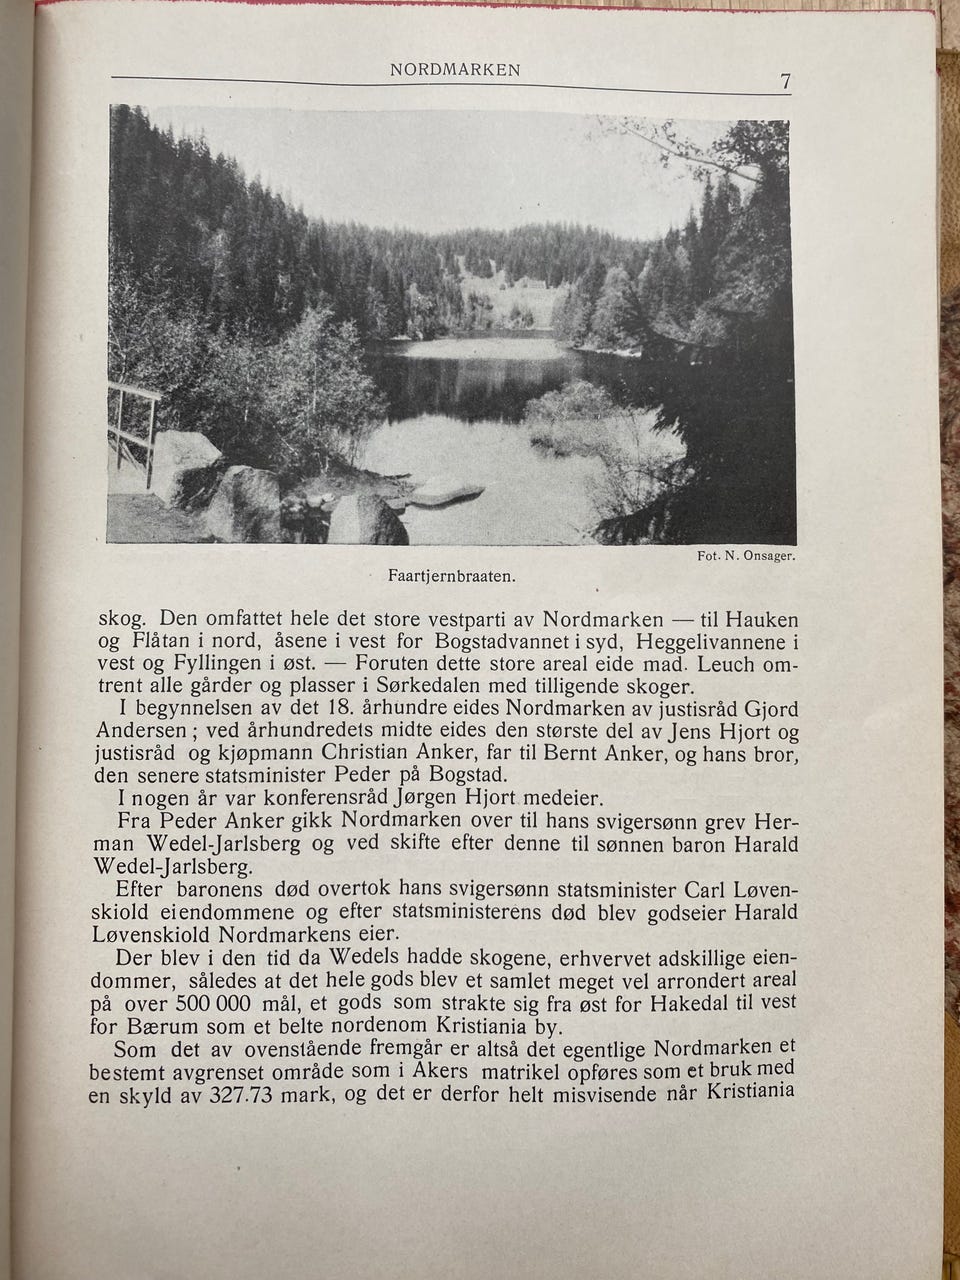 NORDMARKEN
7
Fot. N. Onsager.
Faartjernbraaten.
skog. Den omfattet hele det store vestparti av Nordmarken — til Hauken
og Flåtan i nord, åsene i vest for Bogstadvannet i syd, Heggelivannene i
vest og Fyllingen i øst. — Foruten dette store areal eide mad. Leuch om-
trent alle gårder og plasser i Sørkedalen med tilligende skoger.
I begynnelsen av det 18. århundre eides Nordmarken av justisråd Gjord
Andersen; ved århundredets midte eides den største del av Jens Hjort og
justisråd og kjøpmann Christian Anker, far til Bernt Anker, og hans bror,
den senere statsminister Peder på Bogstad.
I nogen år var konferensråd Jørgen Hjort medeier.
Fra Peder Anker gikk Nordmarken over til hans svigersønn grev Her-
man Wedel-Jarlsberg og ved skifte efter denne til sønnen baron Harald
Wedel-Jarlsberg.
Efter baronens død overtok hans svigersønn statsminister Carl Løven-
skiold eiendommene og efter statsministerens død blev godseier Harald
Løvenskiold Nordmarkens eier.
Der blev i den tid da Wedels hadde skogene, erhvervet adskillige eien-
dommer, således at det hele gods blev et samlet meget vel arrondert areal
på over 500 000 mål, et gods som strakte sig fra øst for Hakedal til vest
for Bærum som et belte nordenom Kristiania by.
Som det av ovenstående fremgår er altså det egentlige Nordmarken et
bestemt avgrenset område som i Akers matrikel opføres som et bruk med
en skyld av 327.73 mark, og det er derfor helt misvisende når Kristiania